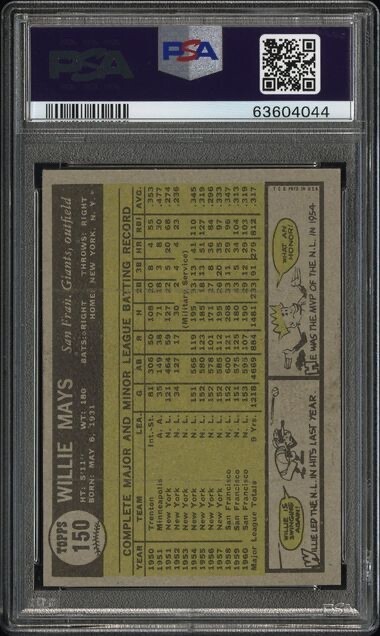 PSA
PSA
63604044
TOPPS
150
WILLIE MAYS
San Fran. Giants, outfield
HT: 5'11" WT: 180 BATS: RIGHT THROWS: RIGHT
BORN: MAY 6, 1931 HOME: NEW YORK, N. Y.
COMPLETE MAJOR AND MINOR LEAGUE BATTING RECORD
YEAR TEAM LEA. G AB R H 2B 3B HR RBI AVG.
1950 Trenton Int.-St. 81 306 50 108 20 8 4 55 .353
1951 Minneapolis A. A. 35 149 38 71 18 3 8 30 .477
1951 New York N. L. 121 464 59 127 22 5 20 68 .274
1952 New York N. L. 34 127 17 30 2 4 4 23 .236
1953 New York N. L. (Military Service)
1954 New York N. L. 151 565 119 195 33 13 41 110 .345
1955 New York N. L. 152 580 123 185 18 13 51 127 .319
1956 New York N. L. 152 578 101 171 27 8 36 84 .296
1957 New York N. L. 152 585 112 195 26 20 35 97 .333
1958 San Francisco N. L. 152 600 121 208 33 11 29 96 .347
1959 San Francisco N. L. 151 575 125 180 43 5 34 104 .313
1960 San Francisco N. L. 153 595 107 190 29 12 29 103 .319
Major League Totals 9 Yrs. 1218 4669 884 1481 233 91 279 812 .317
WILLIE IS SWINGING AGAIN!
WILLIE LED THE N.L. IN HITS LAST YEAR.
WHAT AN HONOR!
HE WAS THE MVP OF THE N.L. IN 1954
T.C.G. PRTD. IN U.S.A.
PSA